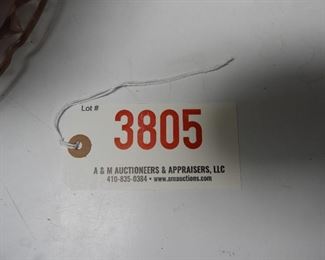 Lot #
3805
A & M AUCTIONEERS & APPRAISERS, LLC
410-835-0384 • www.amauctions.com